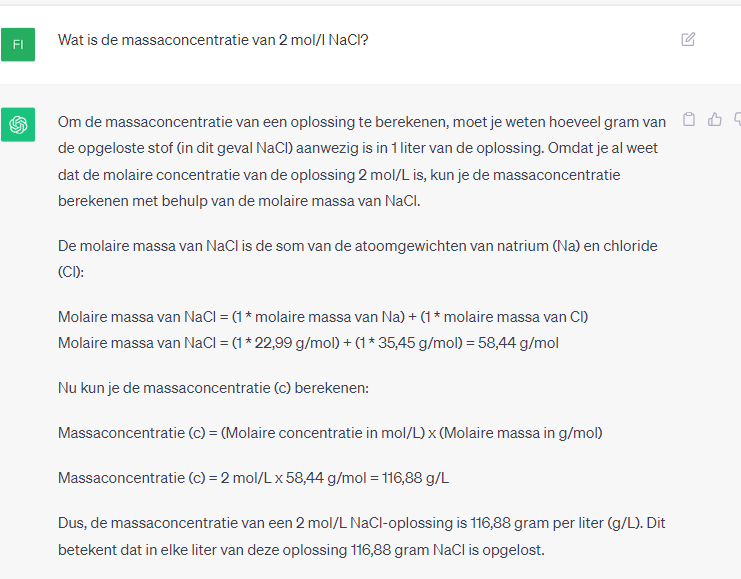 FI
Wat is de massaconcentratie van 2 mol/l NaCl?
Om de massaconcentratie van een oplossing te berekenen, moet je weten hoeveel gram van
de opgeloste stof (in dit geval NaCl) aanwezig is in 1 liter van de oplossing. Omdat je al weet
dat de molaire concentratie van de oplossing 2 mol/L is, kun je de massaconcentratie
berekenen met behulp van de molaire massa van NaCl.
De molaire massa van NaCl is de som van de atoomgewichten van natrium (Na) en chloride
(Cl):
Molaire massa van NaCl = (1 * molaire massa van Na) + (1 * molaire massa van Cl)
Molaire massa van NaCl = (1 * 22,99 g/mol) + (1 * 35,45 g/mol) = 58,44 g/mol
Nu kun je de massaconcentratie (c) berekenen:
Massaconcentratie (c) = (Molaire concentratie in mol/L) x (Molaire massa in g/mol)
Massaconcentratie (c) = 2 mol/L x 58,44 g/mol = 116,88 g/L
Dus, de massaconcentratie van een 2 mol/L NaCl-oplossing is 116,88 gram per liter (g/L). Dit
betekent dat in elke liter van deze oplossing 116,88 gram NaCl is opgelost.